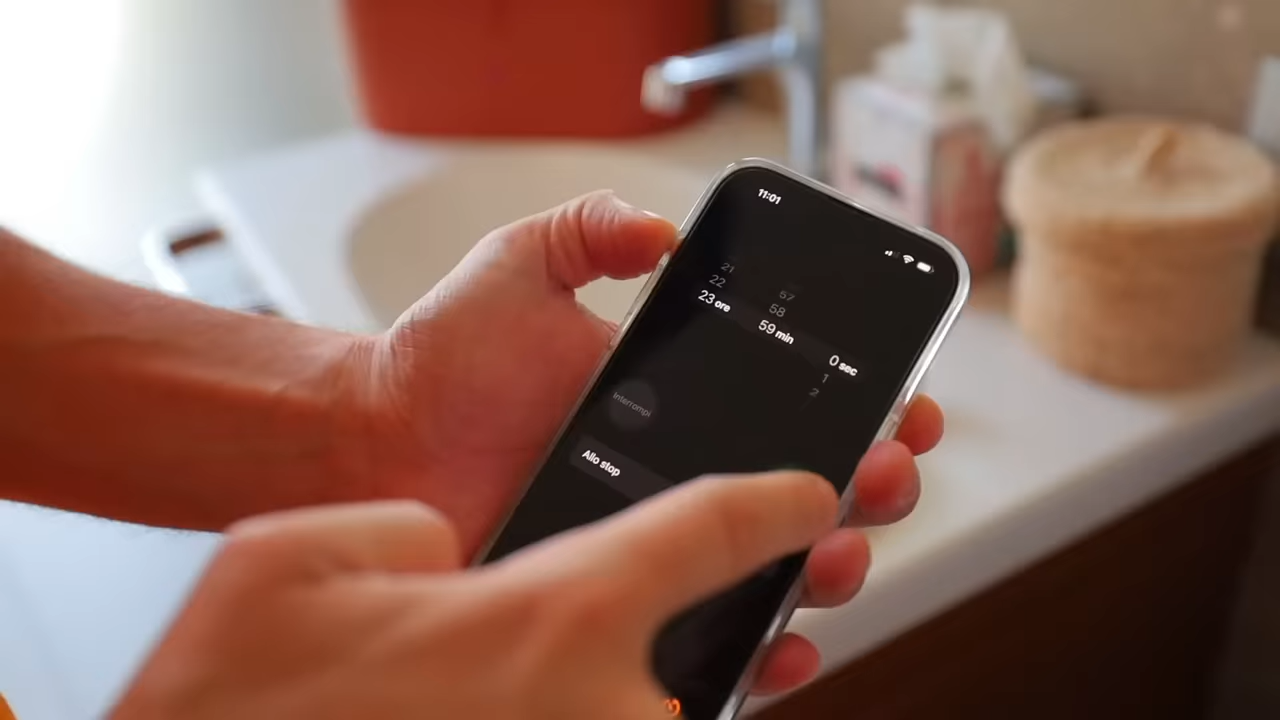 11:01
21
22 57
58
23 ore 59 min 0 sec
1
2
Interrompi
Allo stop